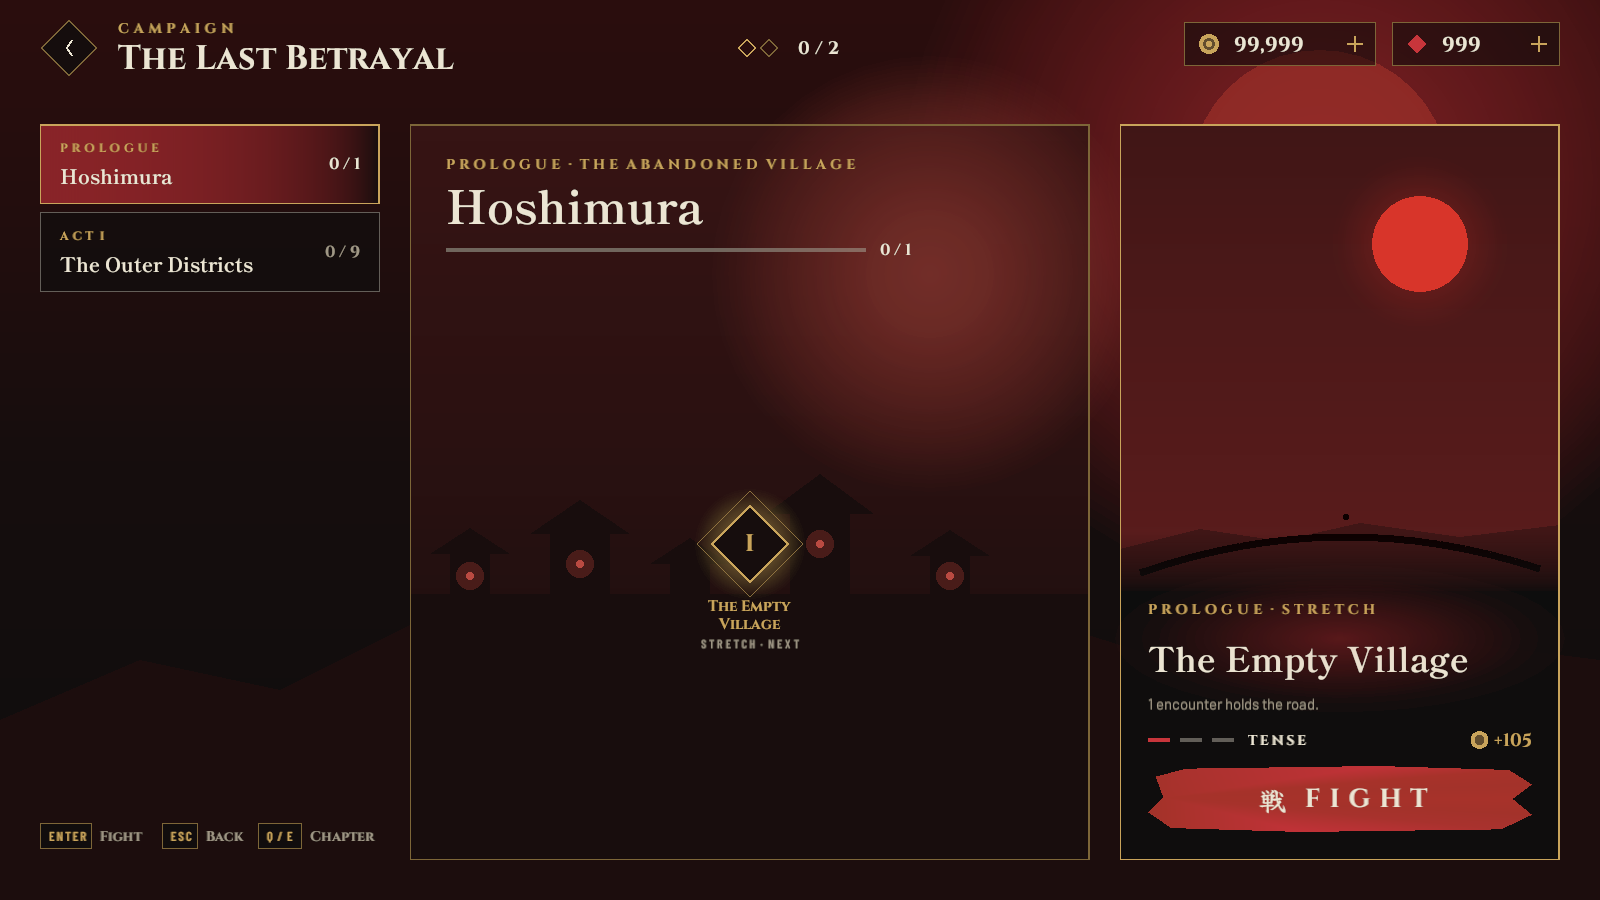 CAMPAIGN
THE LAST BETRAYAL
0 / 2
99,999
999
PROLOGUE
Hoshimura
0 / 1
ACT I
The Outer Districts
0 / 9
PROLOGUE · THE ABANDONED VILLAGE
Hoshimura
0 / 1
I
THE EMPTY
VILLAGE
STRETCH · NEXT
PROLOGUE · STRETCH
The Empty Village
1 encounter holds the road.
TENSE
+105
戦 FIGHT
ENTER FIGHT ESC BACK Q / E CHAPTER